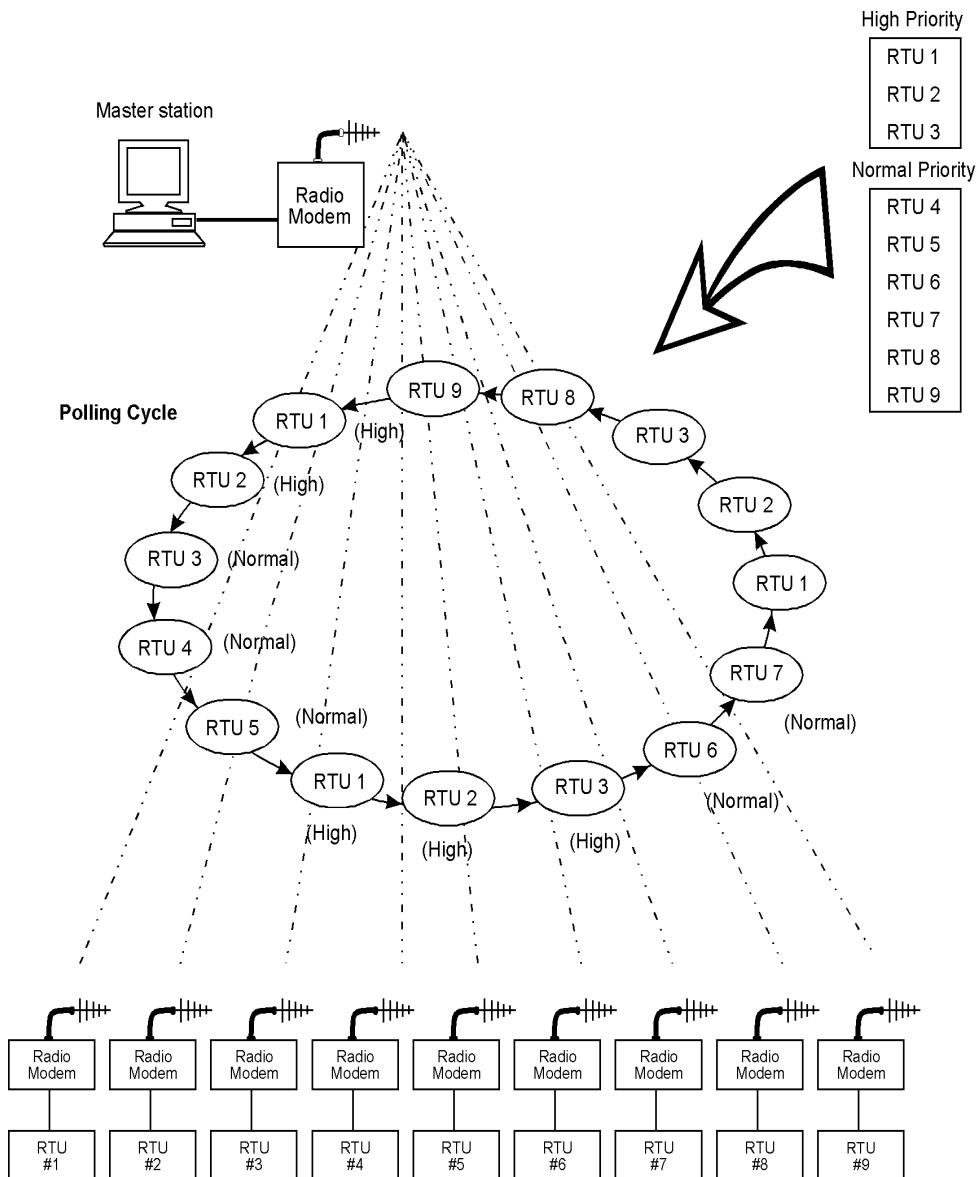 High Priority
RTU 1
RTU 2
RTU 3
Normal Priority
RTU 4
RTU 5
RTU 6
RTU 7
RTU 8
RTU 9
Master station
Radio
Modem
Polling Cycle
RTU 1
(High)
RTU 2
(High)
RTU 3
(Normal)
RTU 4
(Normal)
RTU 5
(Normal)
RTU 1
(High)
RTU 2
(High)
RTU 3
(High)
RTU 6
(Normal)
RTU 7
(Normal)
RTU 1
RTU 2
RTU 3
RTU 8
RTU 9
Radio
Modem
RTU
#1
Radio
Modem
RTU
#2
Radio
Modem
RTU
#3
Radio
Modem
RTU
#4
Radio
Modem
RTU
#5
Radio
Modem
RTU
#6
Radio
Modem
RTU
#7
Radio
Modem
RTU
#8
Radio
Modem
RTU
#9